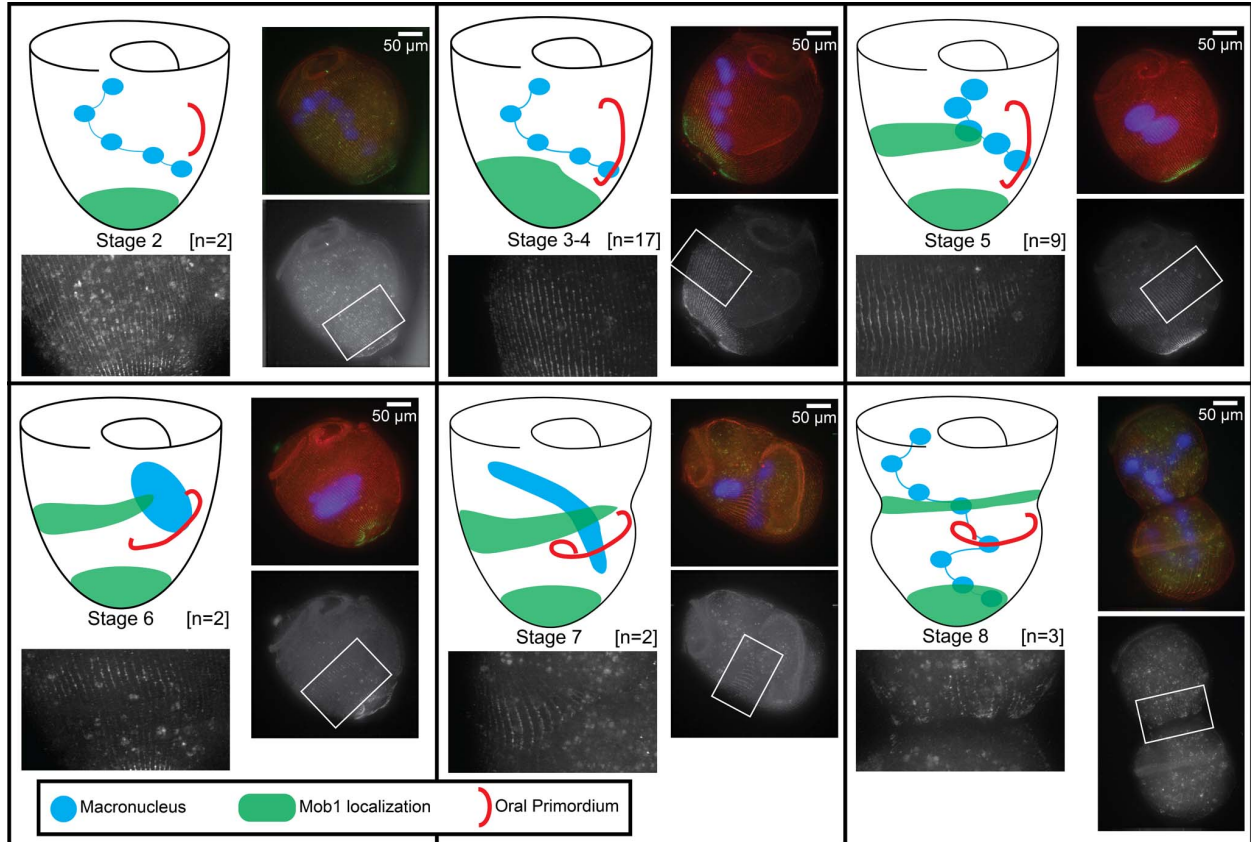 50 µm
Stage 2 [n=2]
50 µm
Stage 3-4 [n=17]
50 µm
Stage 5 [n=9]
50 µm
Stage 6 [n=2]
50 µm
Stage 7 [n=2]
50 µm
Stage 8 [n=3]
Macronucleus
Mob1 localization
Oral Primordium